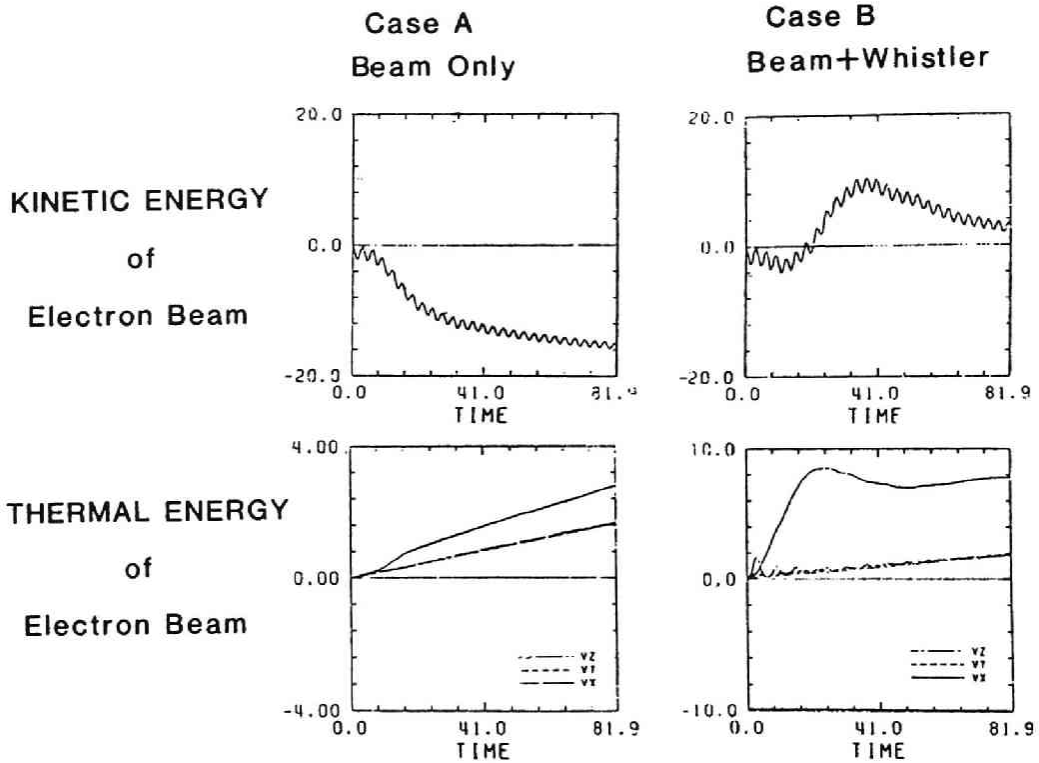 Case A
Beam Only
Case B
Beam+Whistler
KINETIC ENERGY
of
Electron Beam
20.0
0.0
-20.0
0.0 41.0 81.9
TIME
20.0
0.0
-20.0
0.0 41.0 81.9
TIME
THERMAL ENERGY
of
Electron Beam
4.00
0.00
-4.00
VZ
VY
VX
0.0 41.0 81.9
TIME
10.0
0.0
-10.0
VZ
VY
VX
0.0 41.0 81.9
TIME